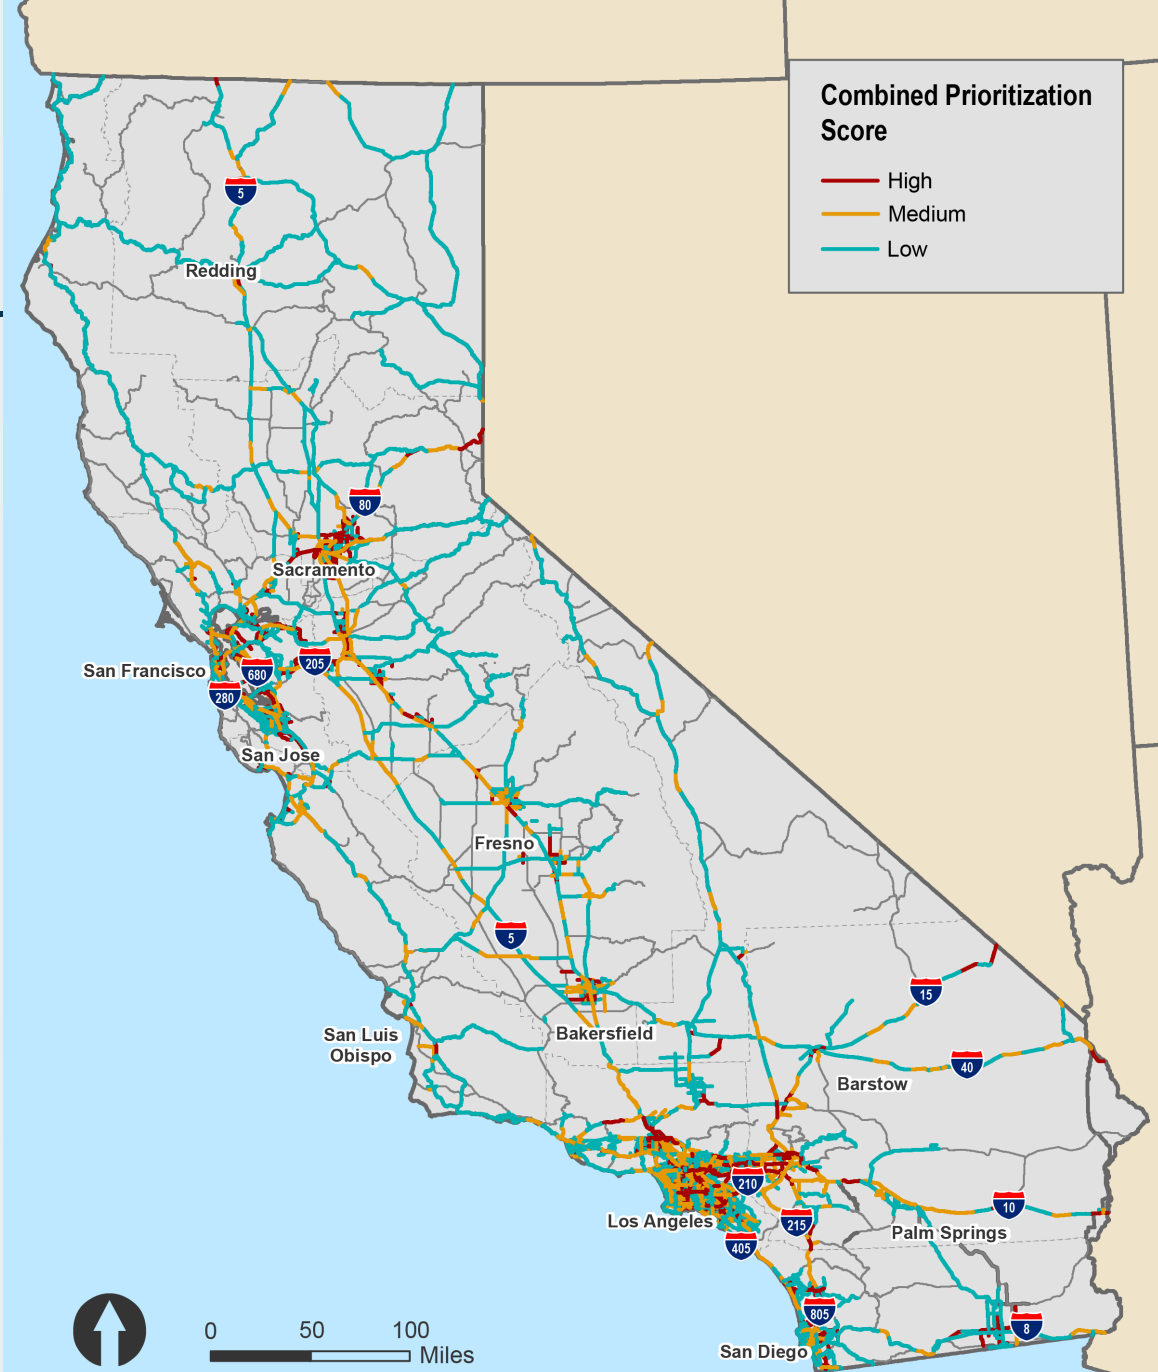 Combined Prioritization
Score
High
Medium
Low
5
Redding
80
Sacramento
San Francisco
680
205
280
San Jose
Fresno
5
15
San Luis
Obispo
Bakersfield
40
Barstow
210
10
Los Angeles
215
Palm Springs
405
805
8
San Diego
0 50 100
Miles